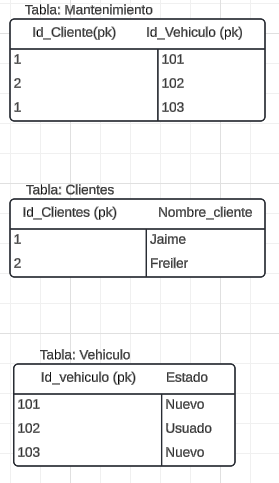 Tabla: Mantenimiento
Id_Cliente(pk) Id_Vehiculo (pk)
1 101
2 102
1 103
Tabla: Clientes
Id_Clientes (pk) Nombre_cliente
1 Jaime
2 Freiler
Tabla: Vehiculo
Id_vehiculo (pk) Estado
101 Nuevo
102 Usuado
103 Nuevo